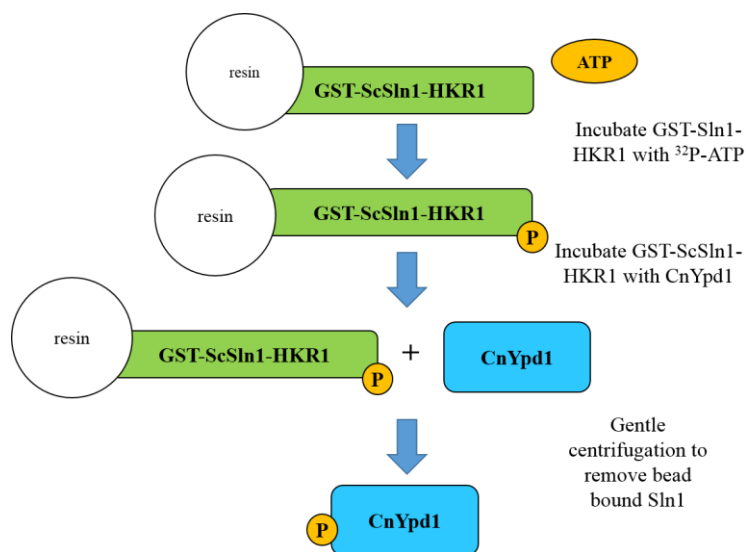 resin
GST-ScSln1-HKR1
ATP
Incubate GST-Sln1-
HKR1 with ³²P-ATP
resin
GST-ScSln1-HKR1
P
Incubate GST-ScSln1-
HKR1 with CnYpd1
resin
GST-ScSln1-HKR1
P
+
CnYpd1
Gentle
centrifugation to
remove bead
bound Sln1
P
CnYpd1